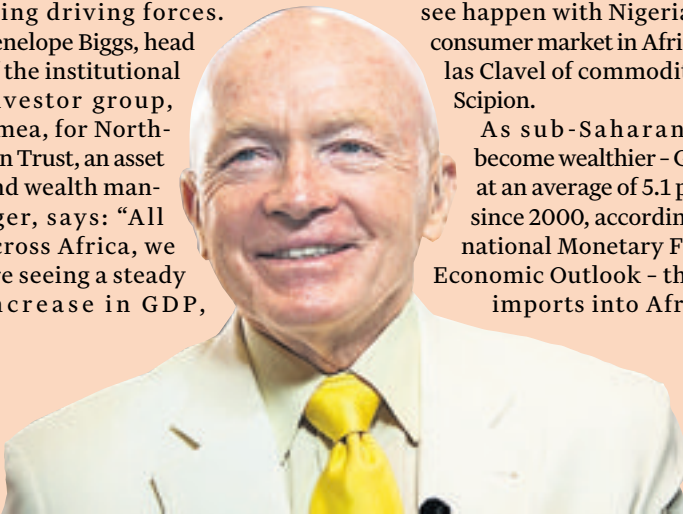 ing driving forces.
enelope Biggs, head
the institutional
vestor group,
mea, for North-
n Trust, an asset
nd wealth man-
ger, says: “All
cross Africa, we
re seeing a steady
ncrease in GDP,
see happen with Nigeria
consumer market in Afri
las Clavel of commodit
Scipion.
As sub-Saharan
become wealthier – G
at an average of 5.1 p
since 2000, accordin
national Monetary F
Economic Outlook – th
imports into Afr